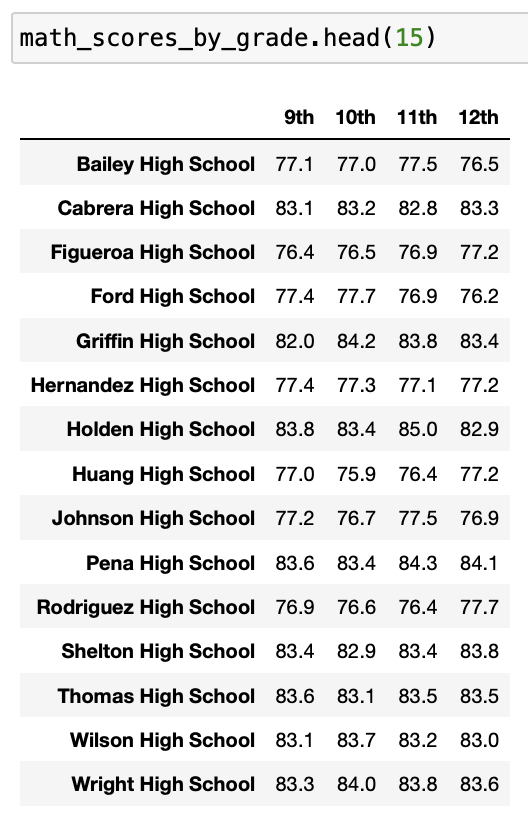 math_scores_by_grade.head(15)
9th 10th 11th 12th
Bailey High School 77.1 77.0 77.5 76.5
Cabrera High School 83.1 83.2 82.8 83.3
Figueroa High School 76.4 76.5 76.9 77.2
Ford High School 77.4 77.7 76.9 76.2
Griffin High School 82.0 84.2 83.8 83.4
Hernandez High School 77.4 77.3 77.1 77.2
Holden High School 83.8 83.4 85.0 82.9
Huang High School 77.0 75.9 76.4 77.2
Johnson High School 77.2 76.7 77.5 76.9
Pena High School 83.6 83.4 84.3 84.1
Rodriguez High School 76.9 76.6 76.4 77.7
Shelton High School 83.4 82.9 83.4 83.8
Thomas High School 83.6 83.1 83.5 83.5
Wilson High School 83.1 83.7 83.2 83.0
Wright High School 83.3 84.0 83.8 83.6